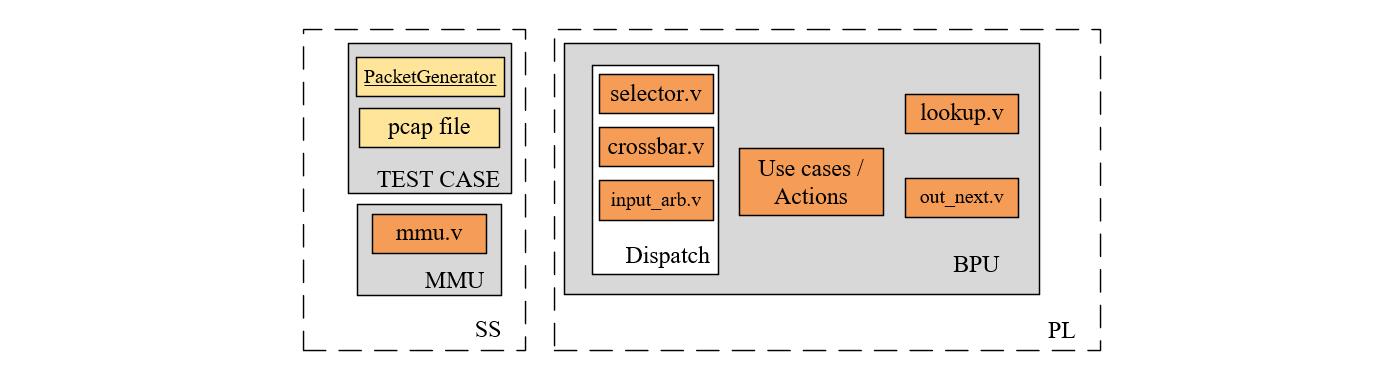 PacketGenerator
pcap file
TEST CASE
mmu.v
MMU
SS
selector.v
crossbar.v
input_arb.v
Dispatch
Use cases /
Actions
lookup.v
out_next.v
BPU
PL